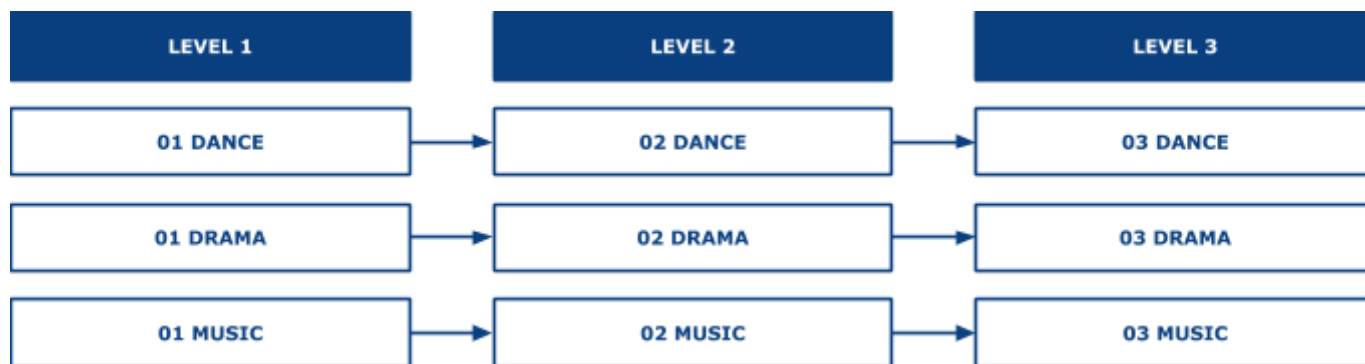 LEVEL 1 LEVEL 2 LEVEL 3
01 DANCE 02 DANCE 03 DANCE
01 DRAMA 02 DRAMA 03 DRAMA
01 MUSIC 02 MUSIC 03 MUSIC